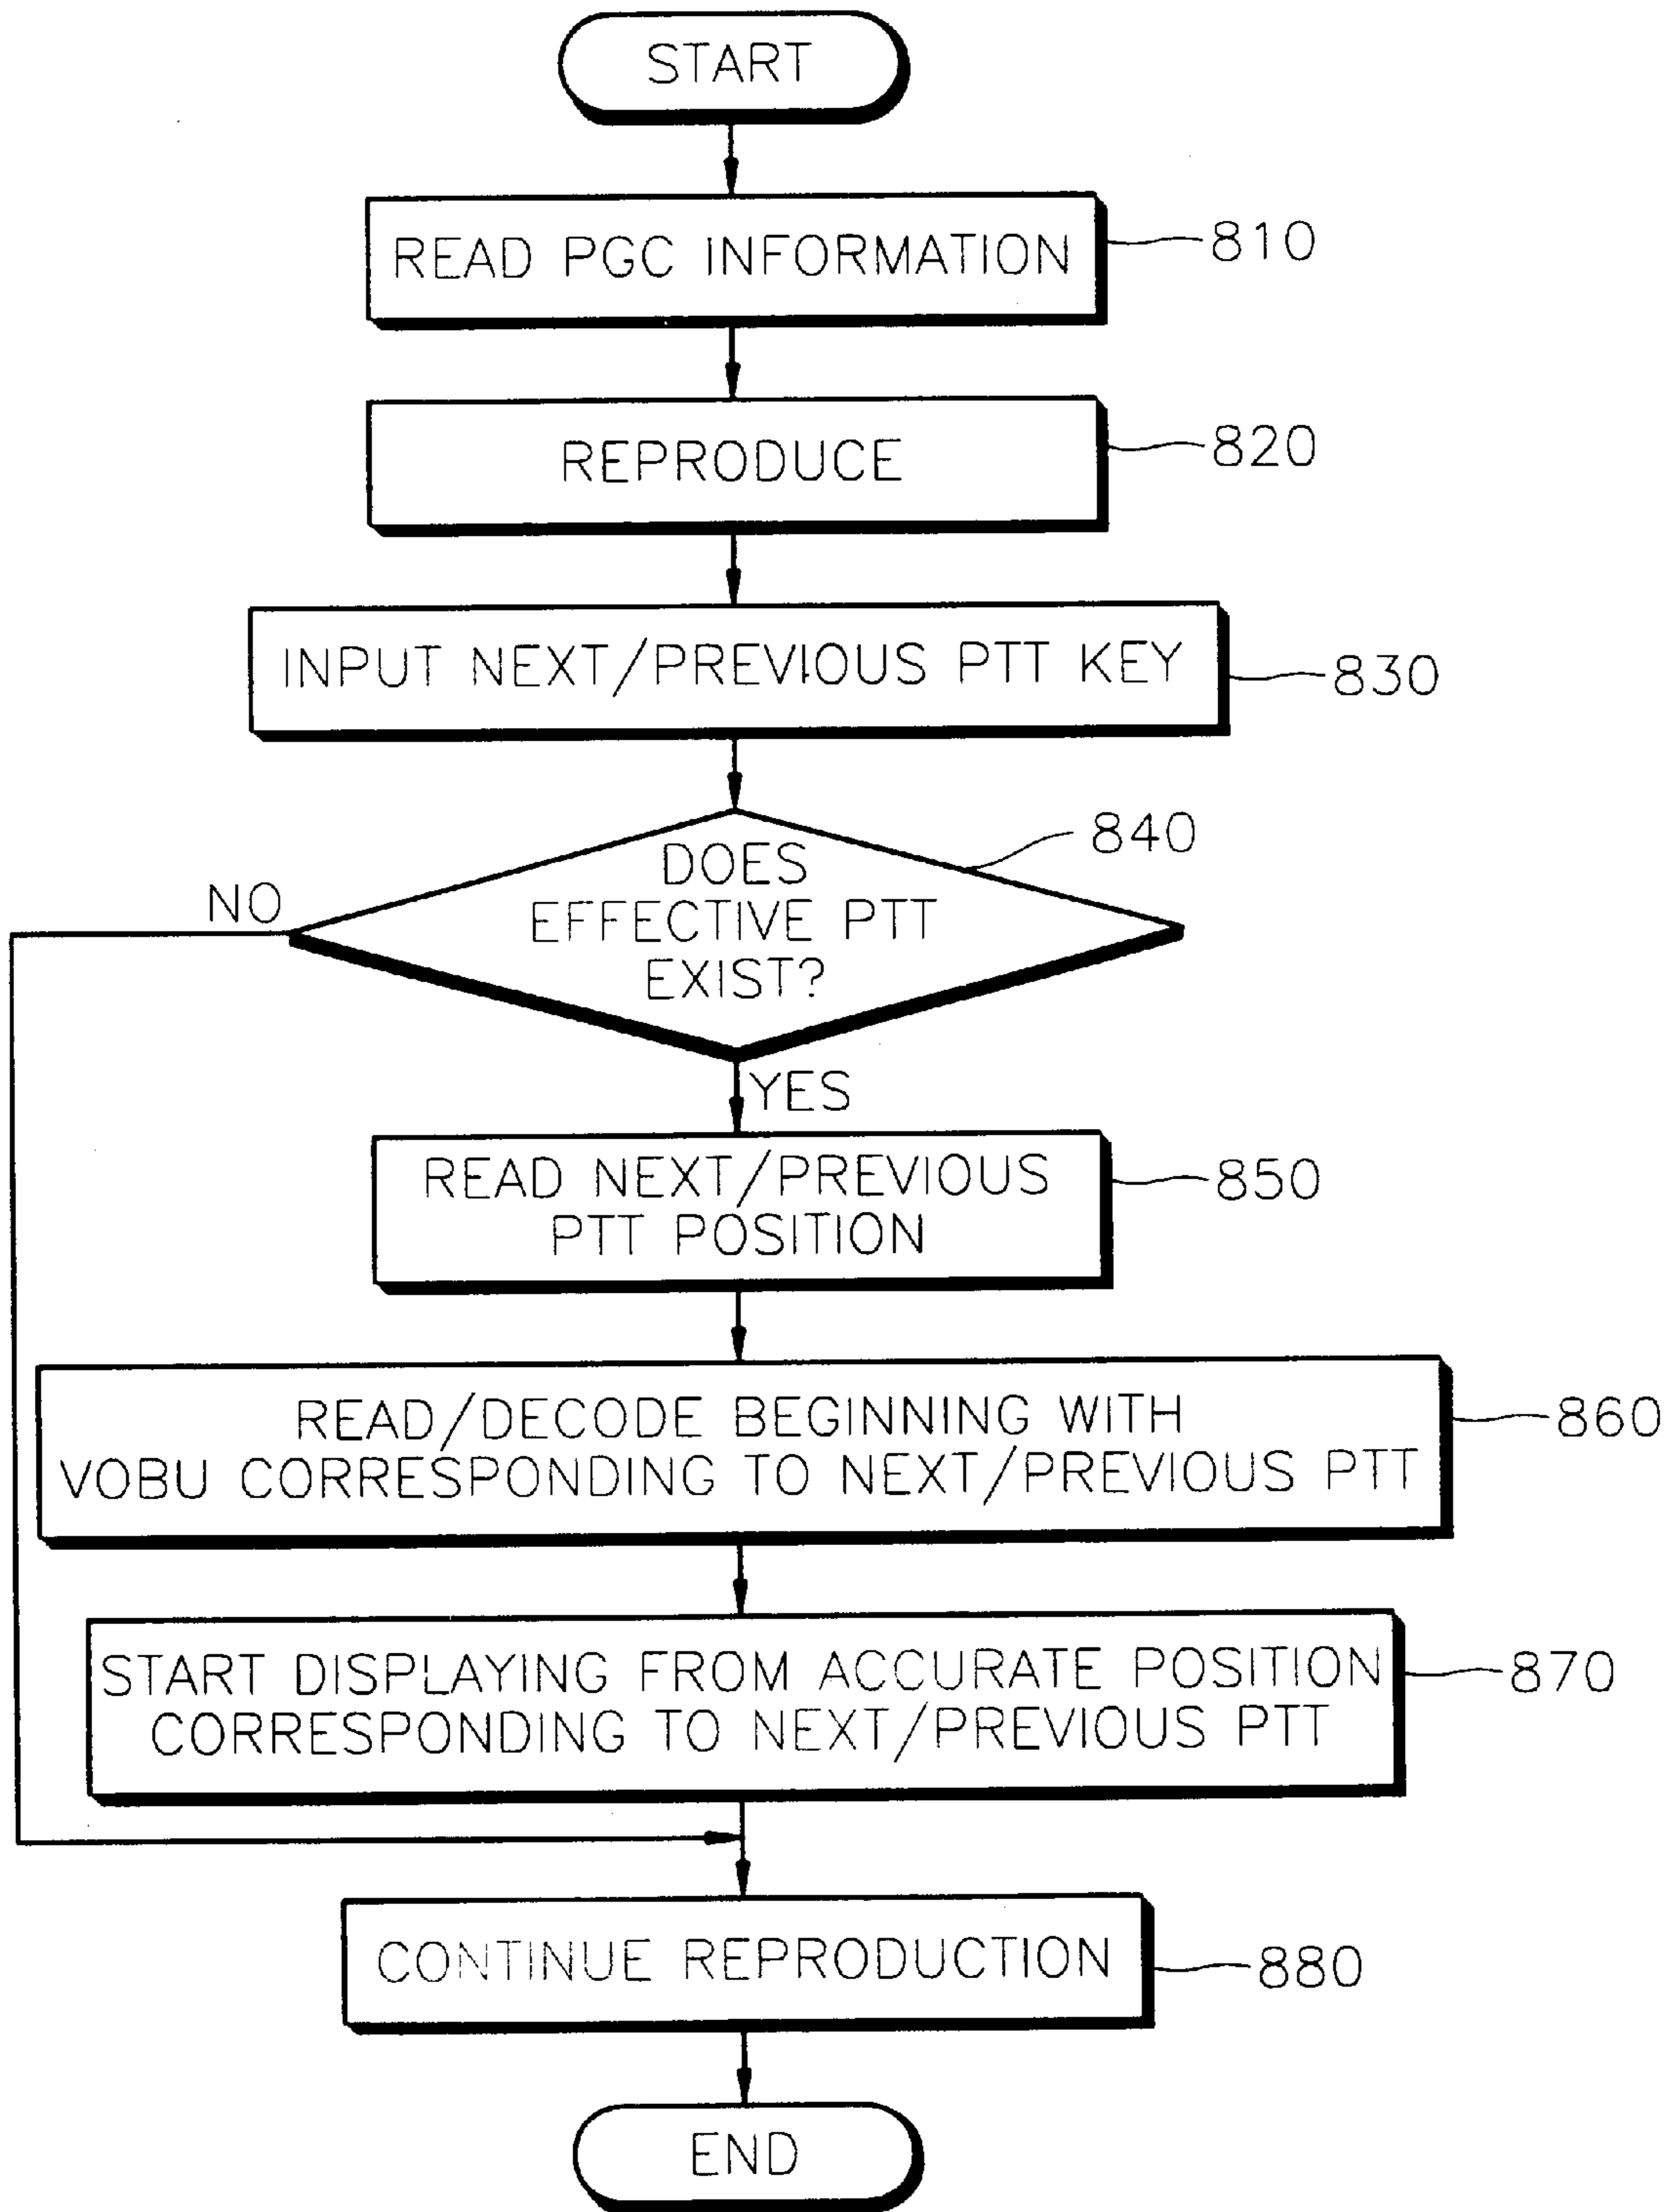 START
READ PGC INFORMATION
810
REPRODUCE
820
INPUT NEXT/PREVIOUS PTT KEY
830
840
DOES
EFFECTIVE PTT
EXIST?
NO
YES
READ NEXT/PREVIOUS
PTT POSITION
850
READ/DECODE BEGINNING WITH
VOBU CORRESPONDING TO NEXT/PREVIOUS PTT
860
START DISPLAYING FROM ACCURATE POSITION
CORRESPONDING TO NEXT/PREVIOUS PTT
870
CONTINUE REPRODUCTION
880
END